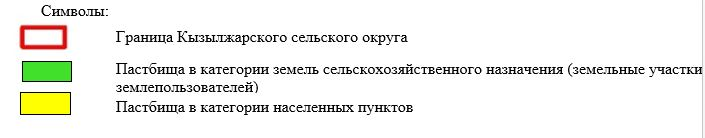 Символы:
Граница Кызылжарского сельского округа
Пастбища в категории земель сельскохозяйственного назначения (земельные участки
землепользователей)
Пастбища в категории населенных пунктов